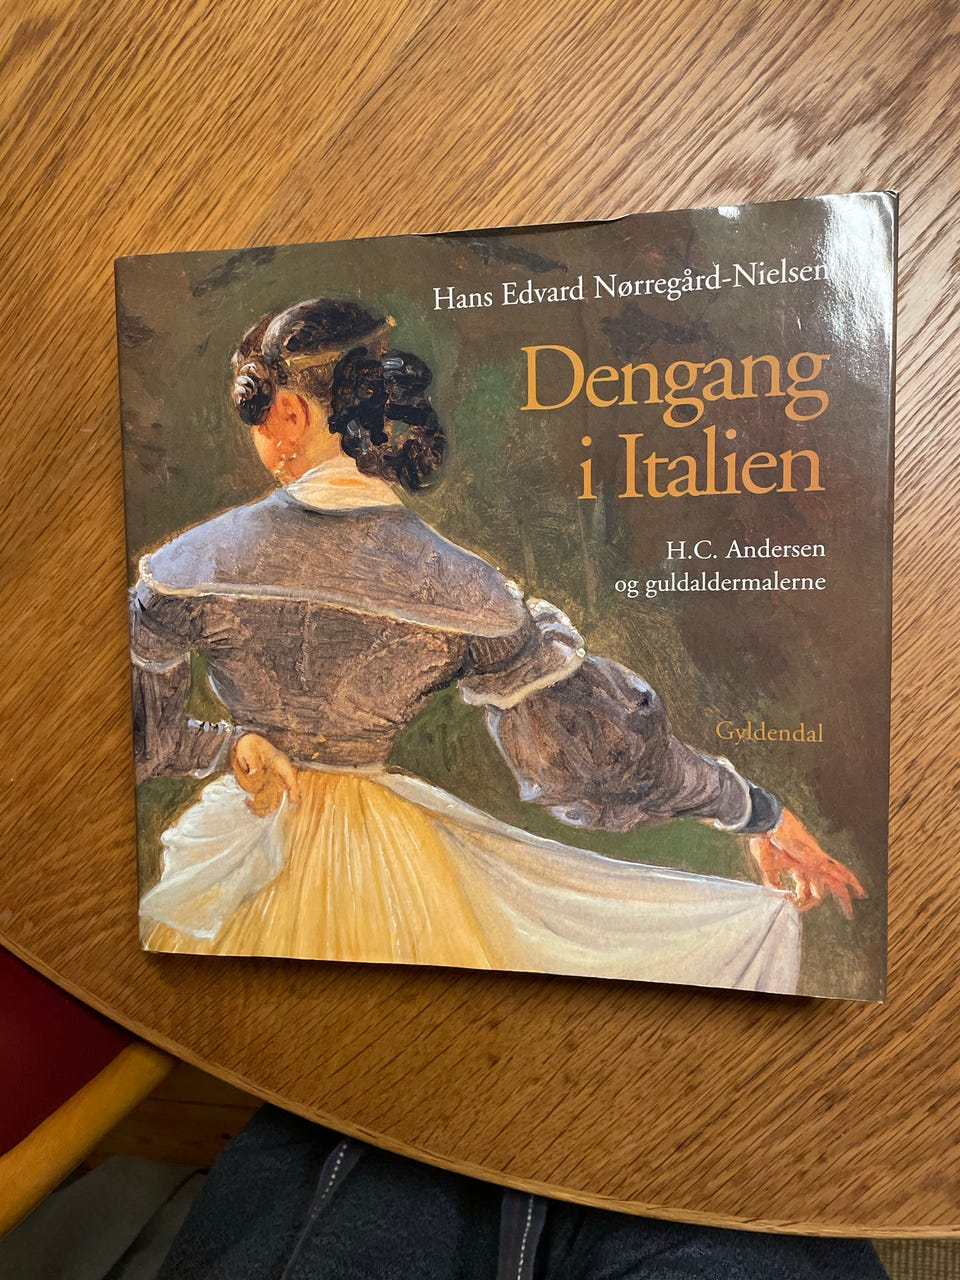 Hans Edvard Nørregård-Nielsen
Dengang
i Italien
H.C. Andersen
og guldaldermalerne
Gyldendal